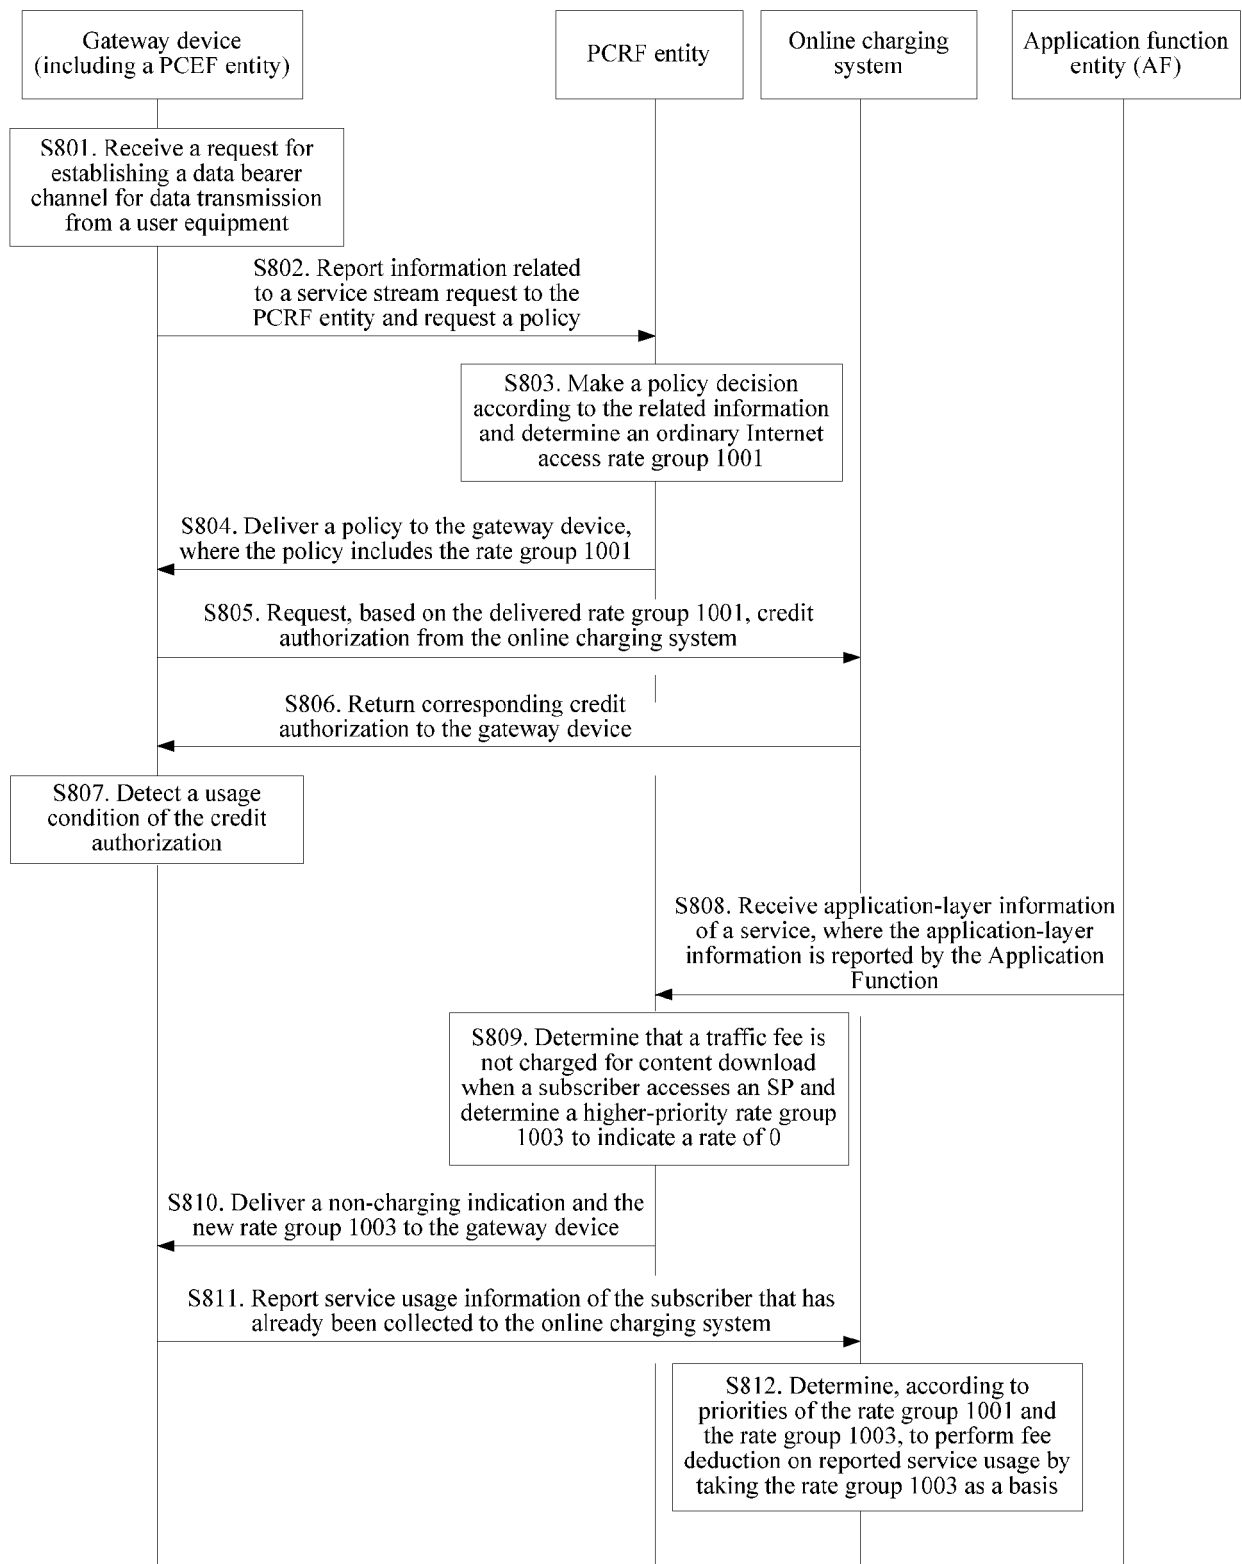 Gateway device
(including a PCEF entity)
PCRF entity
Online charging
system
Application function
entity (AF)
S801. Receive a request for
establishing a data bearer
channel for data transmission
from a user equipment
S802. Report information related
to a service stream request to the
PCRF entity and request a policy
S803. Make a policy decision
according to the related information
and determine an ordinary Internet
access rate group 1001
S804. Deliver a policy to the gateway device,
where the policy includes the rate group 1001
S805. Request, based on the delivered rate group 1001, credit
authorization from the online charging system
S806. Return corresponding credit
authorization to the gateway device
S807. Detect a usage
condition of the credit
authorization
S808. Receive application-layer information
of a service, where the application-layer
information is reported by the Application
Function
S809. Determine that a traffic fee is
not charged for content download
when a subscriber accesses an SP and
determine a higher-priority rate group
1003 to indicate a rate of 0
S810. Deliver a non-charging indication and the
new rate group 1003 to the gateway device
S811. Report service usage information of the subscriber that has
already been collected to the online charging system
S812. Determine, according to
priorities of the rate group 1001 and
the rate group 1003, to perform fee
deduction on reported service usage by
taking the rate group 1003 as a basis